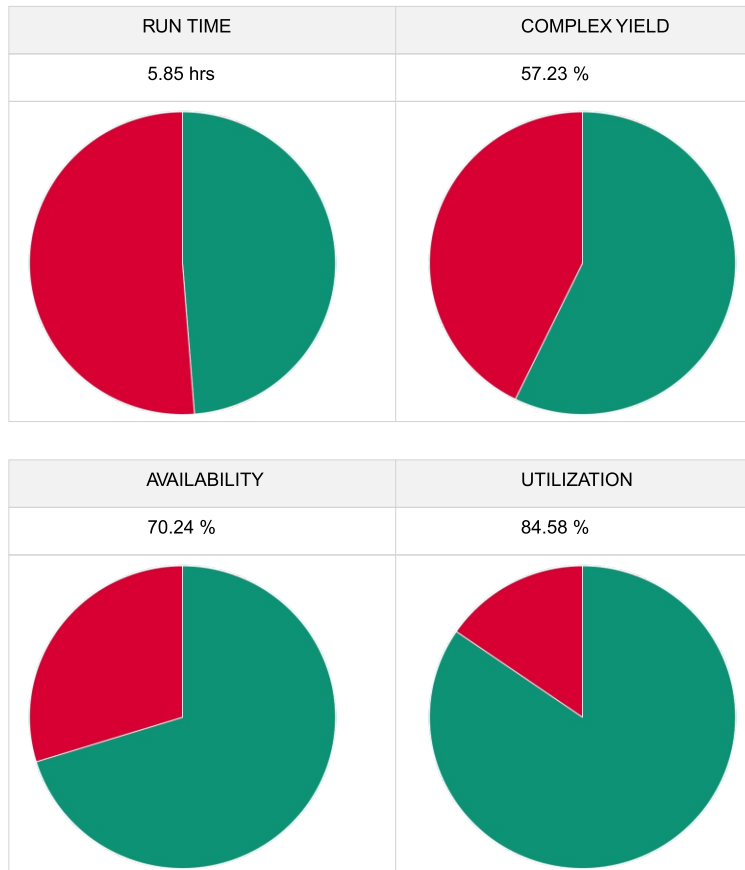 RUN TIME
COMPLEX YIELD
5.85 hrs
57.23 %
AVAILABILITY
UTILIZATION
70.24 %
84.58 %